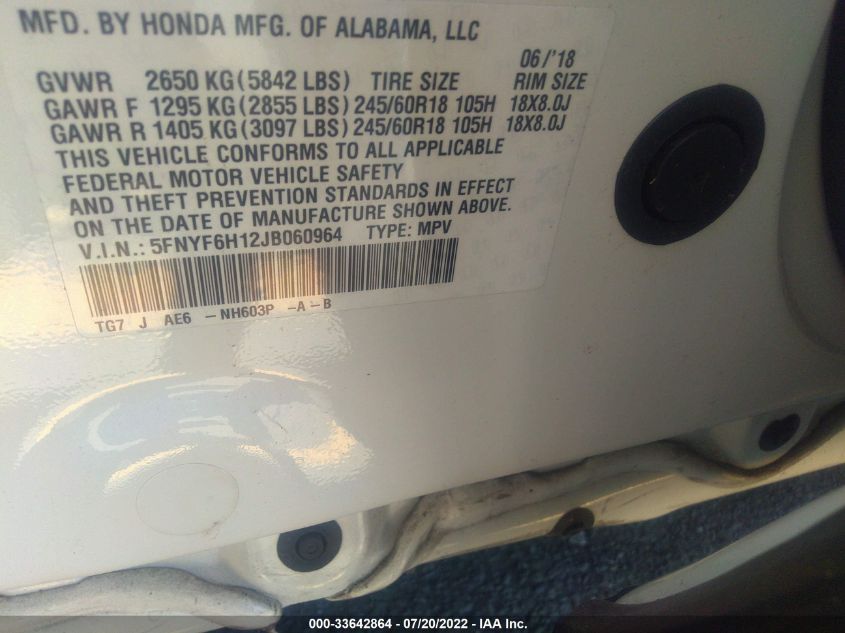 MFD. BY HONDA MFG. OF ALABAMA, LLC
06/'18
GVWR 2650 KG(5842 LBS) TIRE SIZE RIM SIZE
GAWR F 1295 KG(2855 LBS) 245/60R18 105H 18X8.0J
GAWR R 1405 KG(3097 LBS) 245/60R18 105H 18X8.0J
THIS VEHICLE CONFORMS TO ALL APPLICABLE
FEDERAL MOTOR VEHICLE SAFETY
AND THEFT PREVENTION STANDARDS IN EFFECT
ON THE DATE OF MANUFACTURE SHOWN ABOVE.
V.I.N.: 5FNYF6H12JB060964 TYPE: MPV
TG7 J AE6 -NH603P -A-B
000-33642864 / 07/20/2022 - IAA Inc.